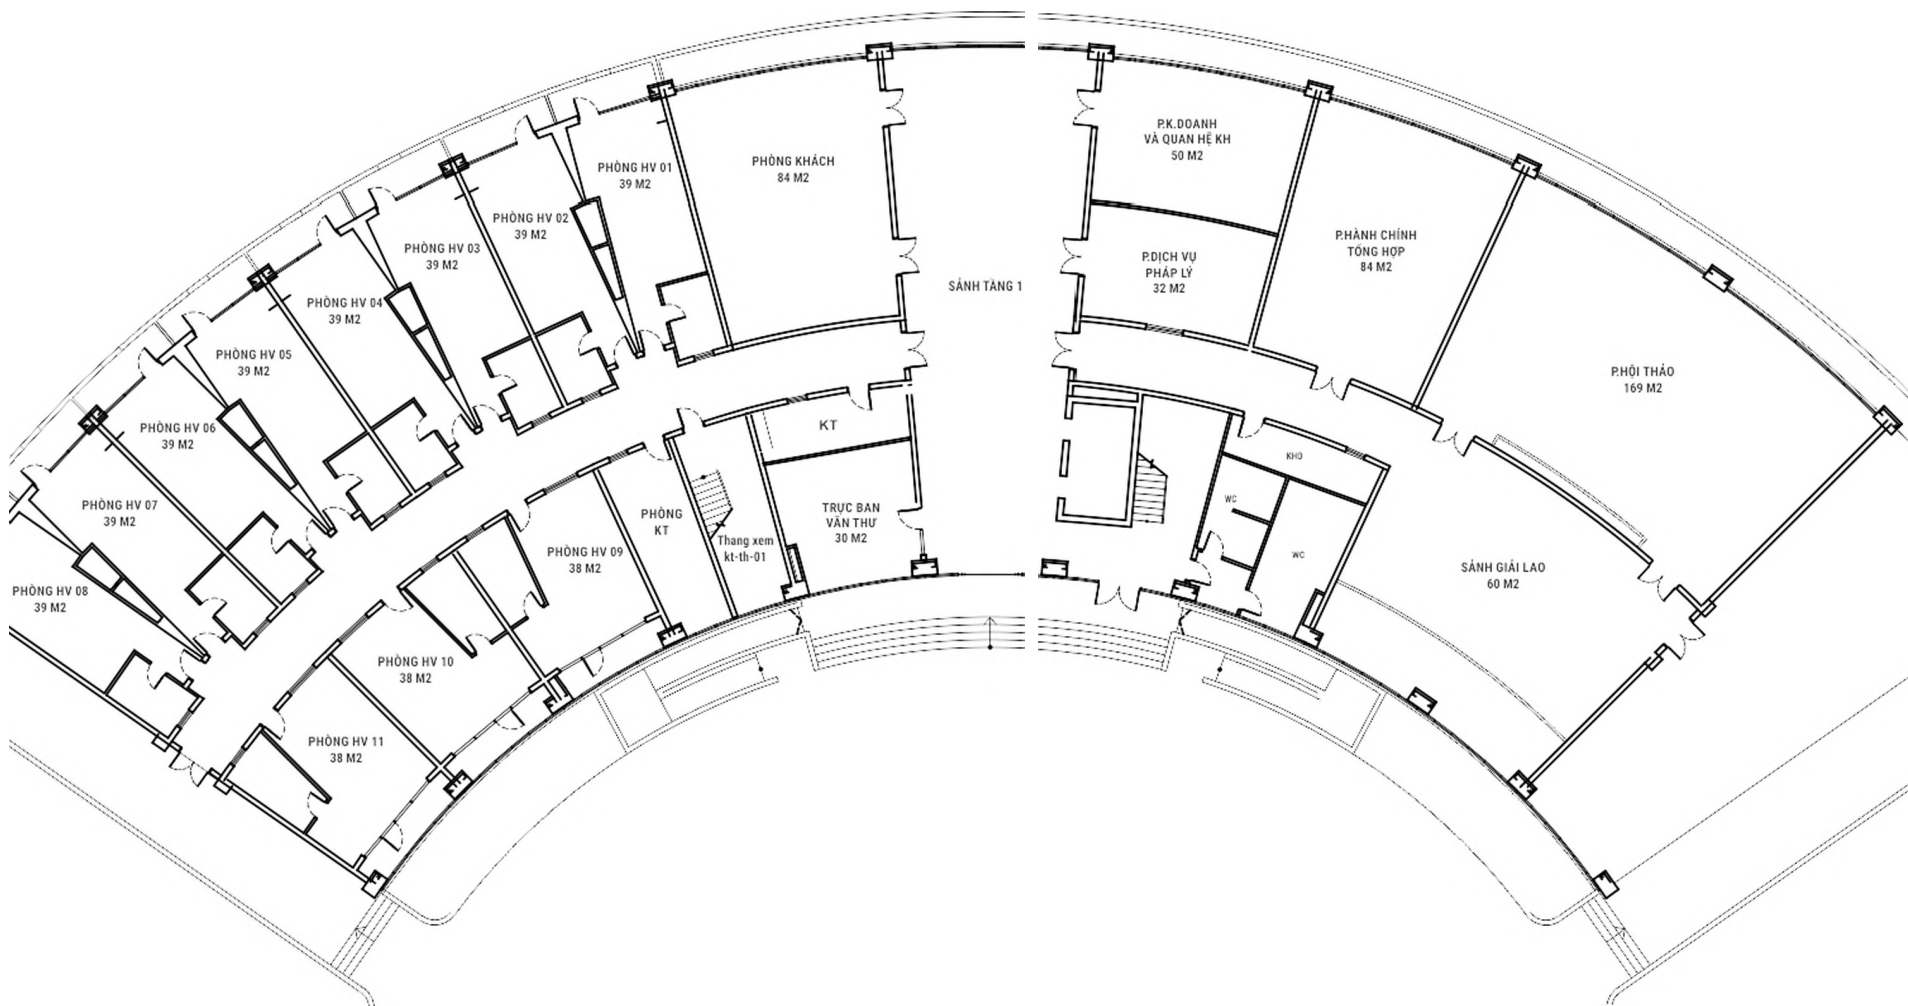 P.K.DOANH
VÀ QUAN HỆ KH
50 M2
PHÒNG KHÁCH
84 M2
PHÒNG HV 01
39 M2
PHÒNG HV 02
39 M2
PHÒNG HV 03
39 M2
P.HÀNH CHÍNH
TỔNG HỢP
84 M2
P.DỊCH VỤ
PHÁP LÝ
32 M2
SẢNH TẦNG 1
PHÒNG HV 04
39 M2
PHÒNG HV 05
39 M2
P.HỘI THẢO
169 M2
PHÒNG HV 06
39 M2
KT
KHO
PHÒNG HV 07
39 M2
WC
TRỰC BAN
VĂN THƯ
30 M2
PHÒNG
KT
Thang xem
kt-th-01
PHÒNG HV 09
38 M2
WC
SẢNH GIẢI LAO
60 M2
PHÒNG HV 08
39 M2
PHÒNG HV 10
38 M2
PHÒNG HV 11
38 M2